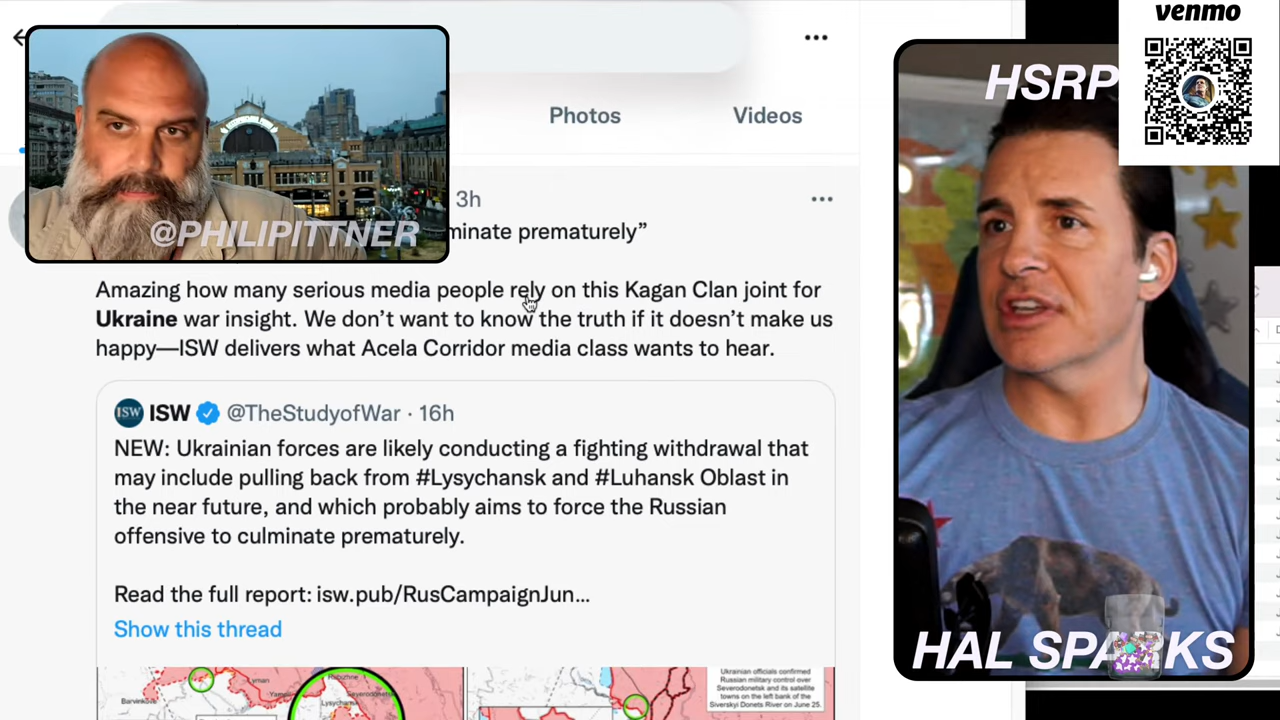 venmo
HSRP
Photos
Videos
3h
minate prematurely”
@PHILIPITTNER
Amazing how many serious media people rely on this Kagan Clan joint for
Ukraine war insight. We don’t want to know the truth if it doesn’t make us
happy—ISW delivers what Acela Corridor media class wants to hear.
ISW @TheStudyofWar · 16h
NEW: Ukrainian forces are likely conducting a fighting withdrawal that
may include pulling back from #Lysychansk and #Luhansk Oblast in
the near future, and which probably aims to force the Russian
offensive to culminate prematurely.
Read the full report: isw.pub/RusCampaignJun...
Show this thread
Barvinkove
Rubizhne
Severodonetsk
Lysychansk
Ukrainian officials confirmed
Russian military control over
Severodonetsk and its satellite
towns on the left bank of the
Siverskyi Donets River on June 25.
HAL SPARKS